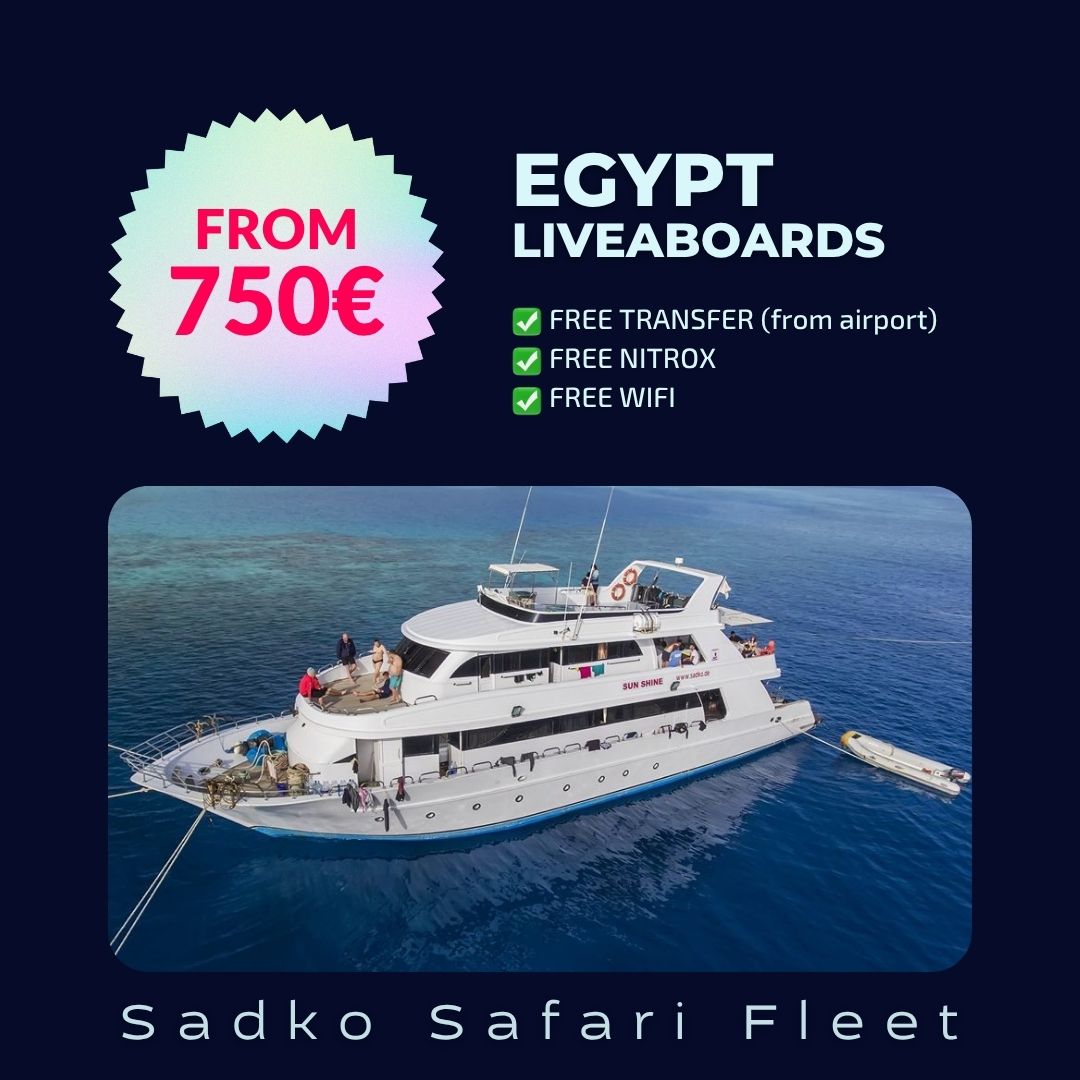 FROM
750€
EGYPT
LIVEABOARDS
✅ FREE TRANSFER (from airport)
✅ FREE NITROX
✅ FREE WIFI
SUN SHINE
www.sadko.de
Sadko Safari Fleet